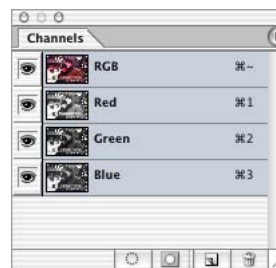 Channels
RGB ⌘~
Red ⌘1
Green ⌘2
Blue ⌘3